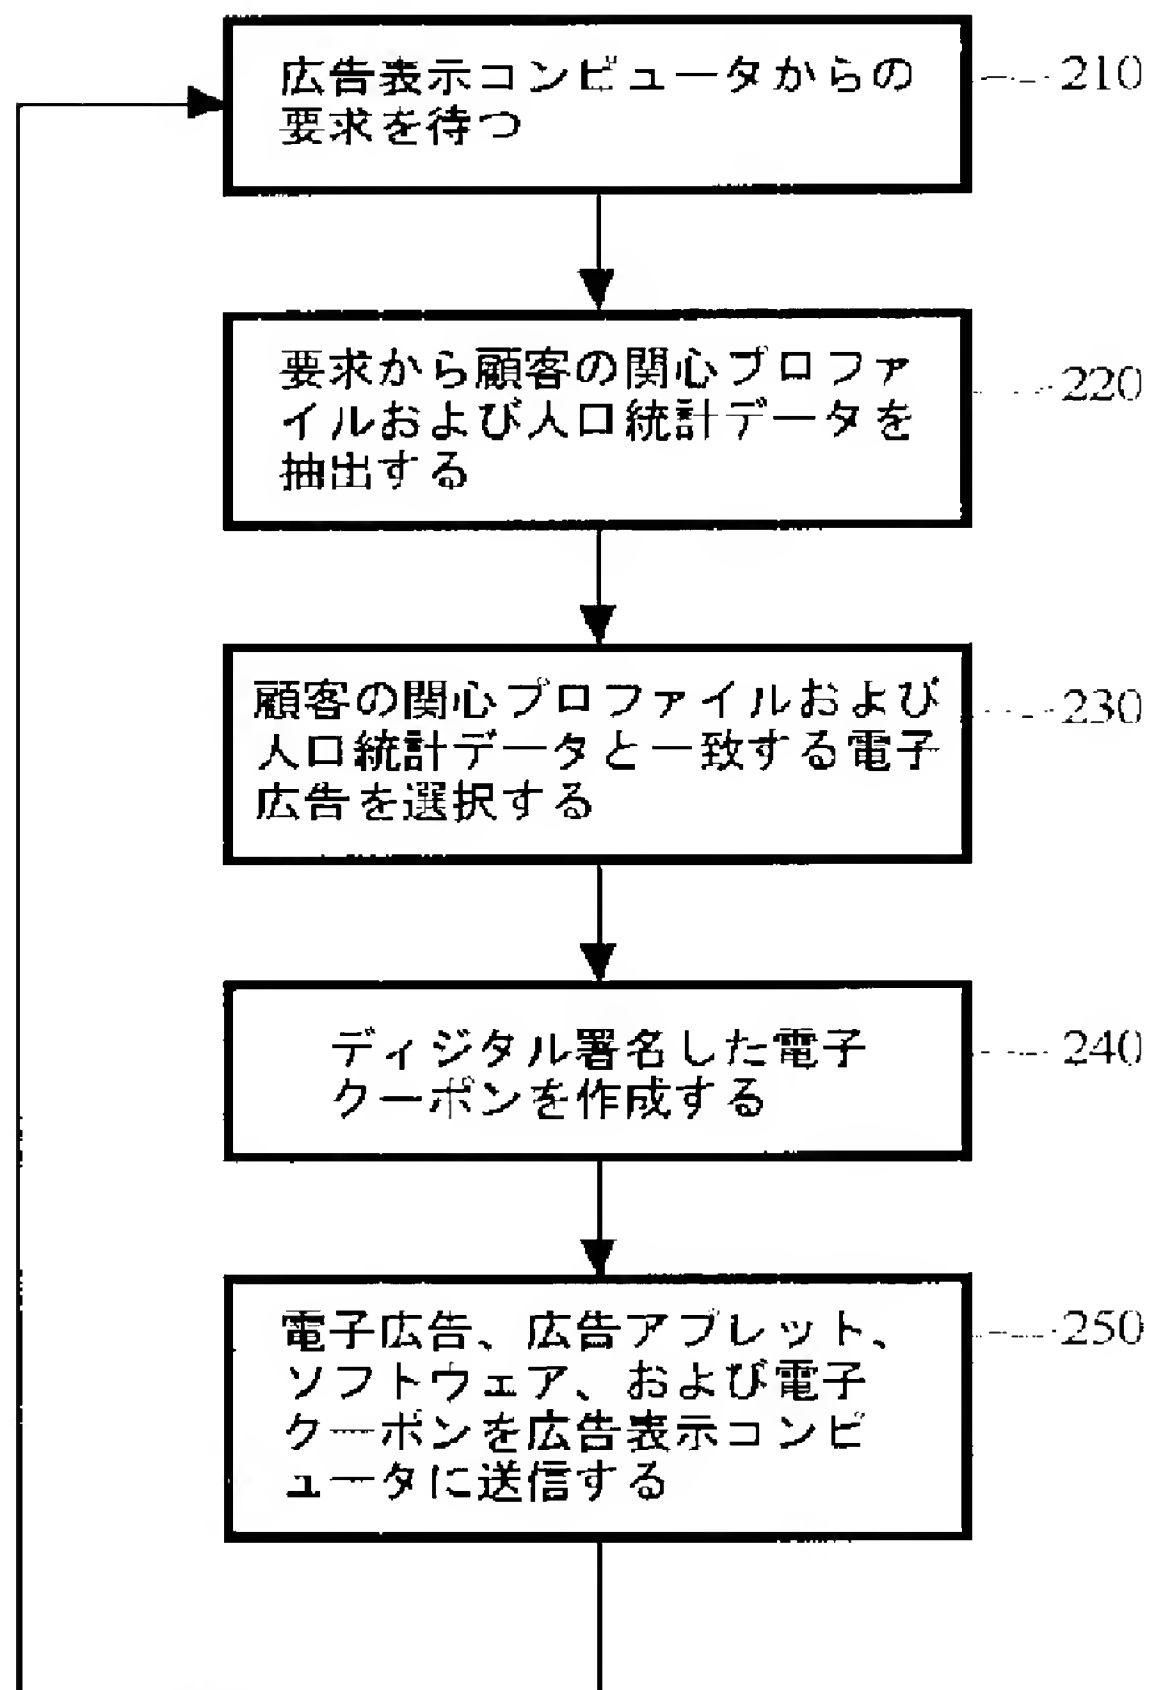 広告表示コンピュータからの
要求を待つ
210
要求から顧客の関心プロファ
イルおよび人口統計データを
抽出する
220
顧客の関心プロファイルおよび
人口統計データと一致する電子
広告を選択する
230
ディジタル署名した電子
クーポンを作成する
240
電子広告、広告アプレット、
ソフトウェア、および電子
クーポンを広告表示コンピ
ュータに送信する
250